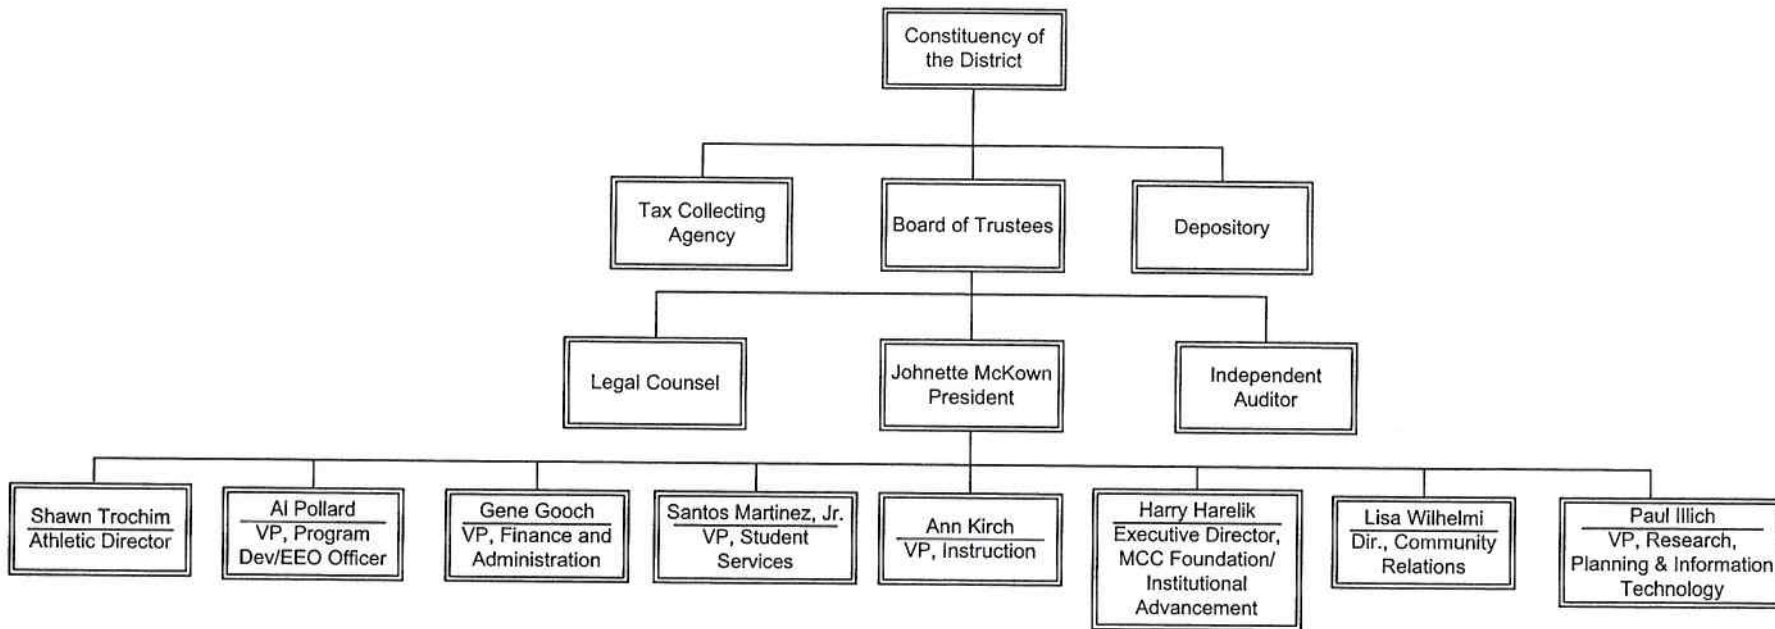 Constituency of
the District
Tax Collecting
Agency
Board of Trustees
Depository
Legal Counsel
Johnette McKown
President
Independent
Auditor
Shawn Trochim
Athletic Director
Al Pollard
VP, Program
Dev/EEO Officer
Gene Gooch
VP, Finance and
Administration
Santos Martinez, Jr.
VP, Student
Services
Ann Kirch
VP, Instruction
Harry Harelik
Executive Director,
MCC Foundation/
Institutional
Advancement
Lisa Wilhelmi
Dir., Community
Relations
Paul Illich
VP, Research,
Planning & Information
Technology